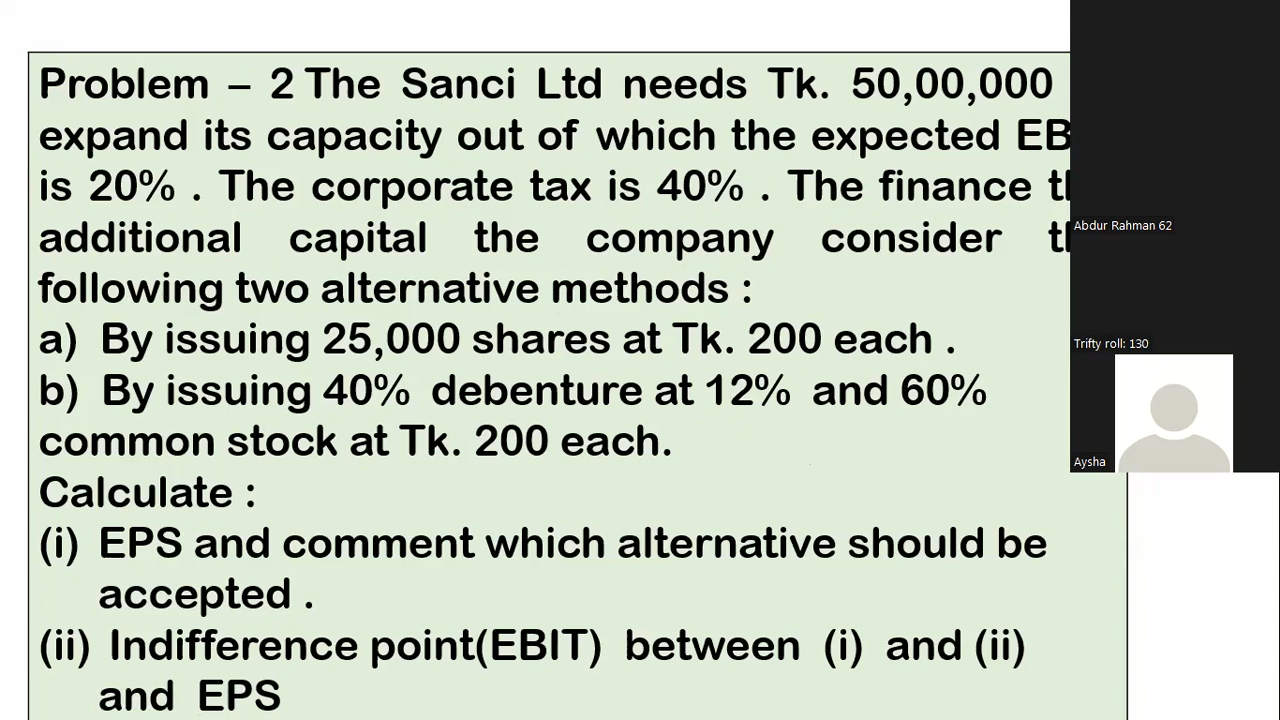 Problem – 2 The Sanci Ltd needs Tk. 50,00,000
expand its capacity out of which the expected
is 20% . The corporate tax is 40% . The finance
additional capital the company consider
following two alternative methods :
a) By issuing 25,000 shares at Tk. 200 each .
b) By issuing 40% debenture at 12% and 60%
common stock at Tk. 200 each.
Calculate :
(i) EPS and comment which alternative should be
accepted .
(ii) Indifference point(EBIT) between (i) and (ii)
and EPS
Abdur Rahman 62
Trifty roll: 130
Aysha